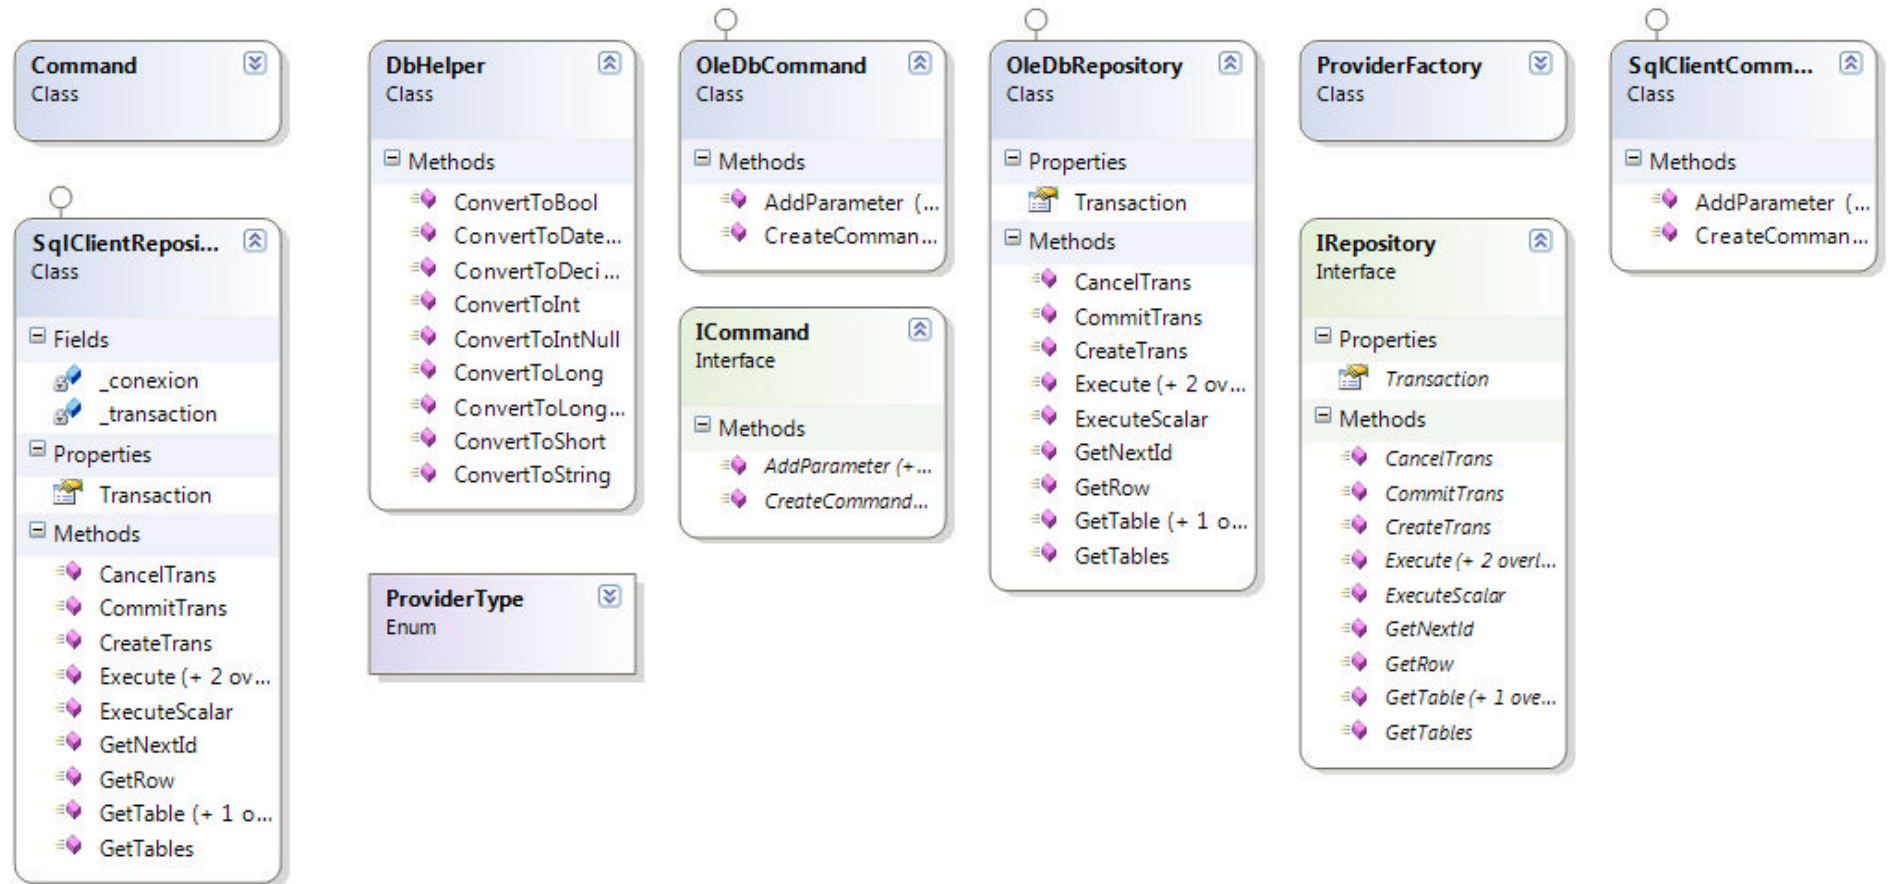 Command
Class
SqlClientReposi...
Class
Fields
_conexion
_transaction
Properties
Transaction
Methods
CancelTrans
CommitTrans
CreateTrans
Execute (+ 2 ov...
ExecuteScalar
GetNextId
GetRow
GetTable (+ 1 o...
GetTables
DbHelper
Class
Methods
ConvertToBool
ConvertToDate...
ConvertToDeci...
ConvertToInt
ConvertToIntNull
ConvertToLong
ConvertToLong...
ConvertToShort
ConvertToString
ProviderType
Enum
OleDbCommand
Class
Methods
AddParameter (...
CreateComman...
ICommand
Interface
Methods
AddParameter (+...
CreateCommand...
OleDbRepository
Class
Properties
Transaction
Methods
CancelTrans
CommitTrans
CreateTrans
Execute (+ 2 ov...
ExecuteScalar
GetNextId
GetRow
GetTable (+ 1 o...
GetTables
ProviderFactory
Class
IRepository
Interface
Properties
Transaction
Methods
CancelTrans
CommitTrans
CreateTrans
Execute (+ 2 overl...
ExecuteScalar
GetNextId
GetRow
GetTable (+ 1 ove...
GetTables
SqlClientComm...
Class
Methods
AddParameter (...
CreateComman...